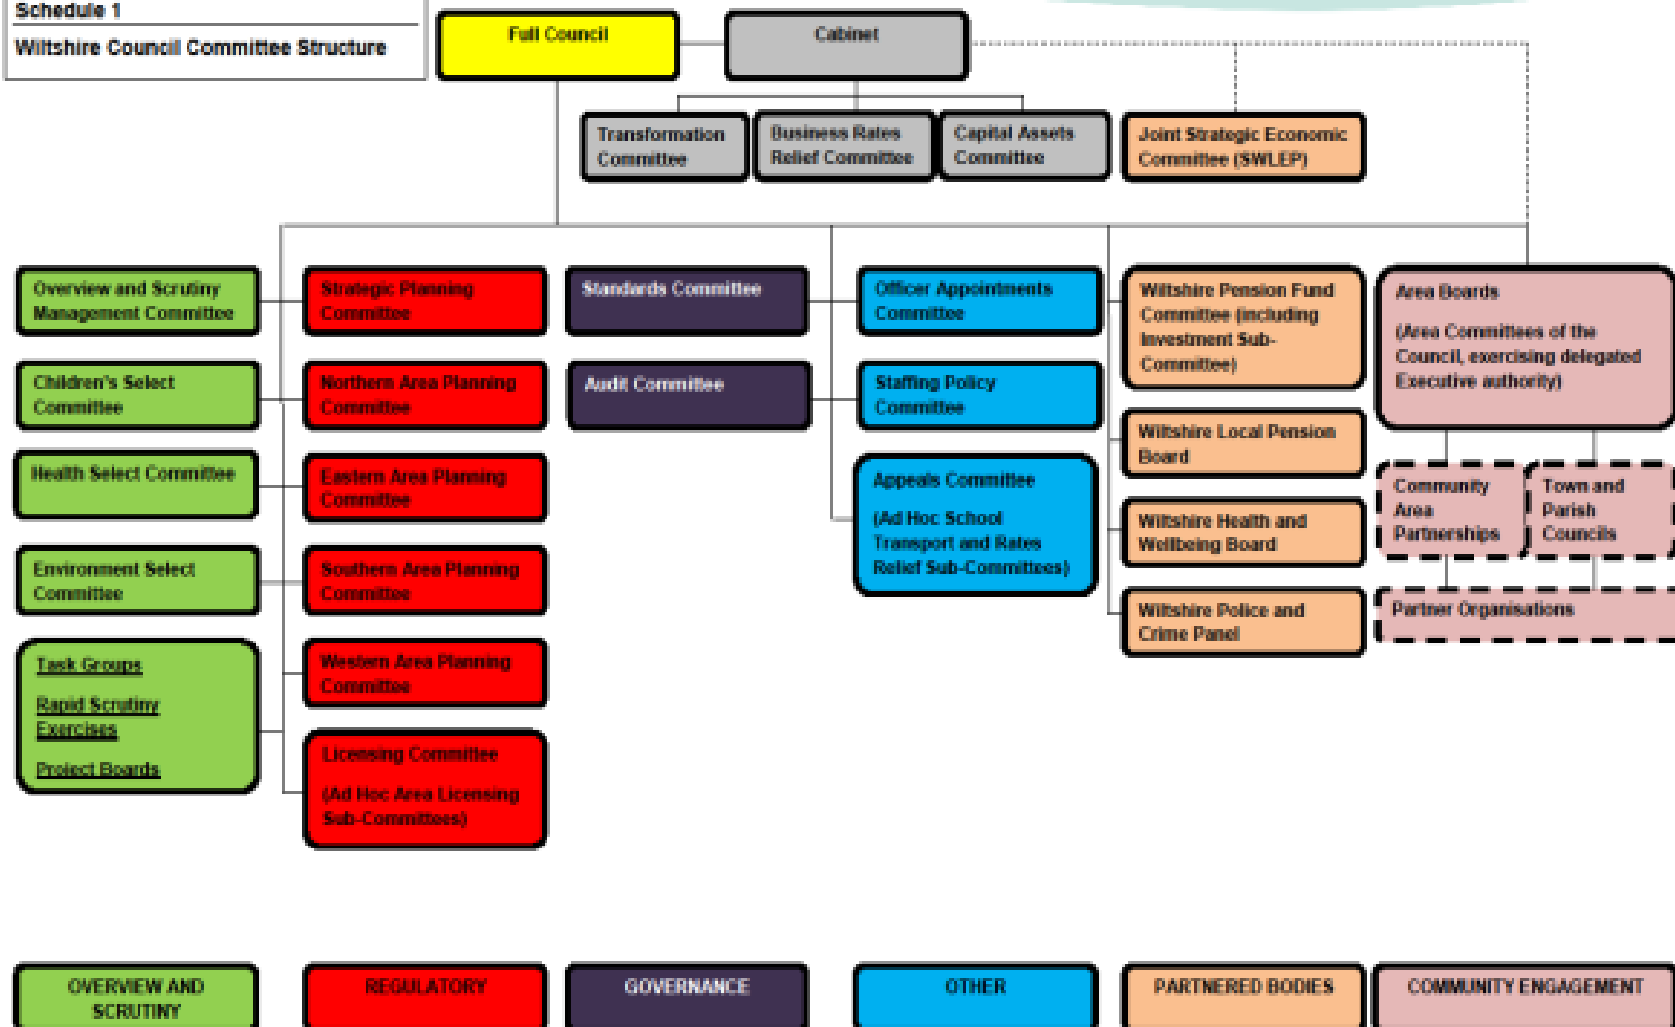 Schedule 1
Wiltshire Council Committee Structure
Full Council
Cabinet
Transformation
Committee
Business Rates
Relief Committee
Capital Assets
Committee
Joint Strategic Economic
Committee (SWLEP)
Overview and Scrutiny
Management Committee
Children's Select
Committee
Health Select Committee
Environment Select
Committee
Task Groups
Rapid Scrutiny
Exercises
Project Boards
Strategic Planning
Committee
Northern Area Planning
Committee
Eastern Area Planning
Committee
Southern Area Planning
Committee
Western Area Planning
Committee
Licensing Committee
(Ad Hoc Area Licensing
Sub-Committees)
Standards Committee
Audit Committee
Officer Appointments
Committee
Staffing Policy
Committee
Appeals Committee
(Ad Hoc School
Transport and Rates
Relief Sub-Committees)
Wiltshire Pension Fund
Committee (including
Investment Sub-
Committee)
Wiltshire Local Pension
Board
Wiltshire Health and
Wellbeing Board
Wiltshire Police and
Crime Panel
Area Boards
(Area Committees of the
Council, exercising delegated
Executive authority)
Community
Area
Partnerships
Town and
Parish
Councils
Partner Organisations
OVERVIEW AND
SCRUTINY
REGULATORY
GOVERNANCE
OTHER
PARTNERED BODIES
COMMUNITY ENGAGEMENT